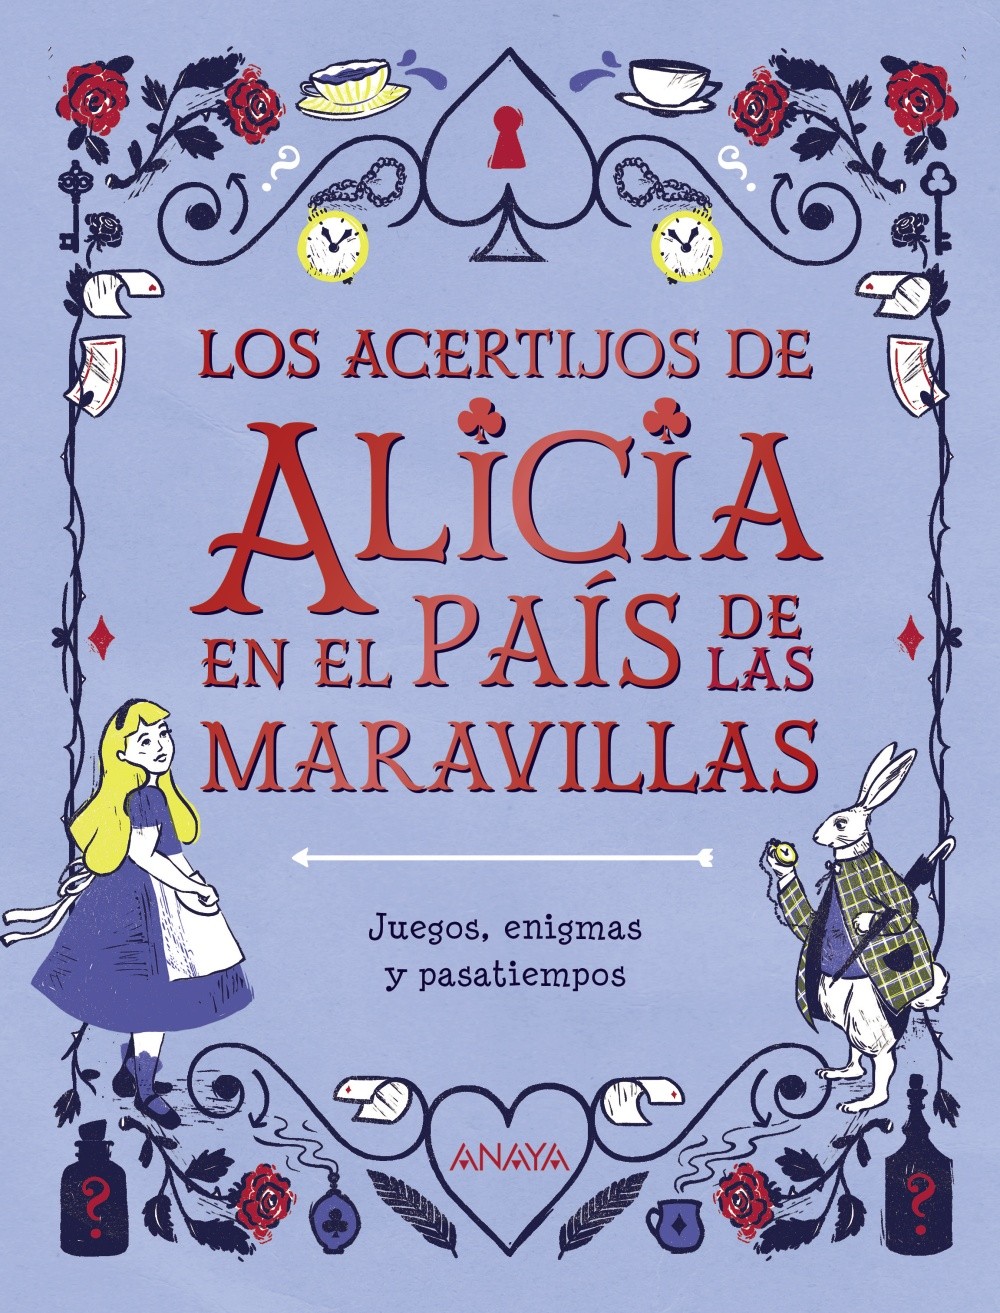 ?
?
LOS ACERTIJOS DE
ALiCiA
EN EL PAÍS DE LAS
MARAVILLAS
Juegos, enigmas
y pasatiempos
ANAYA
?
?